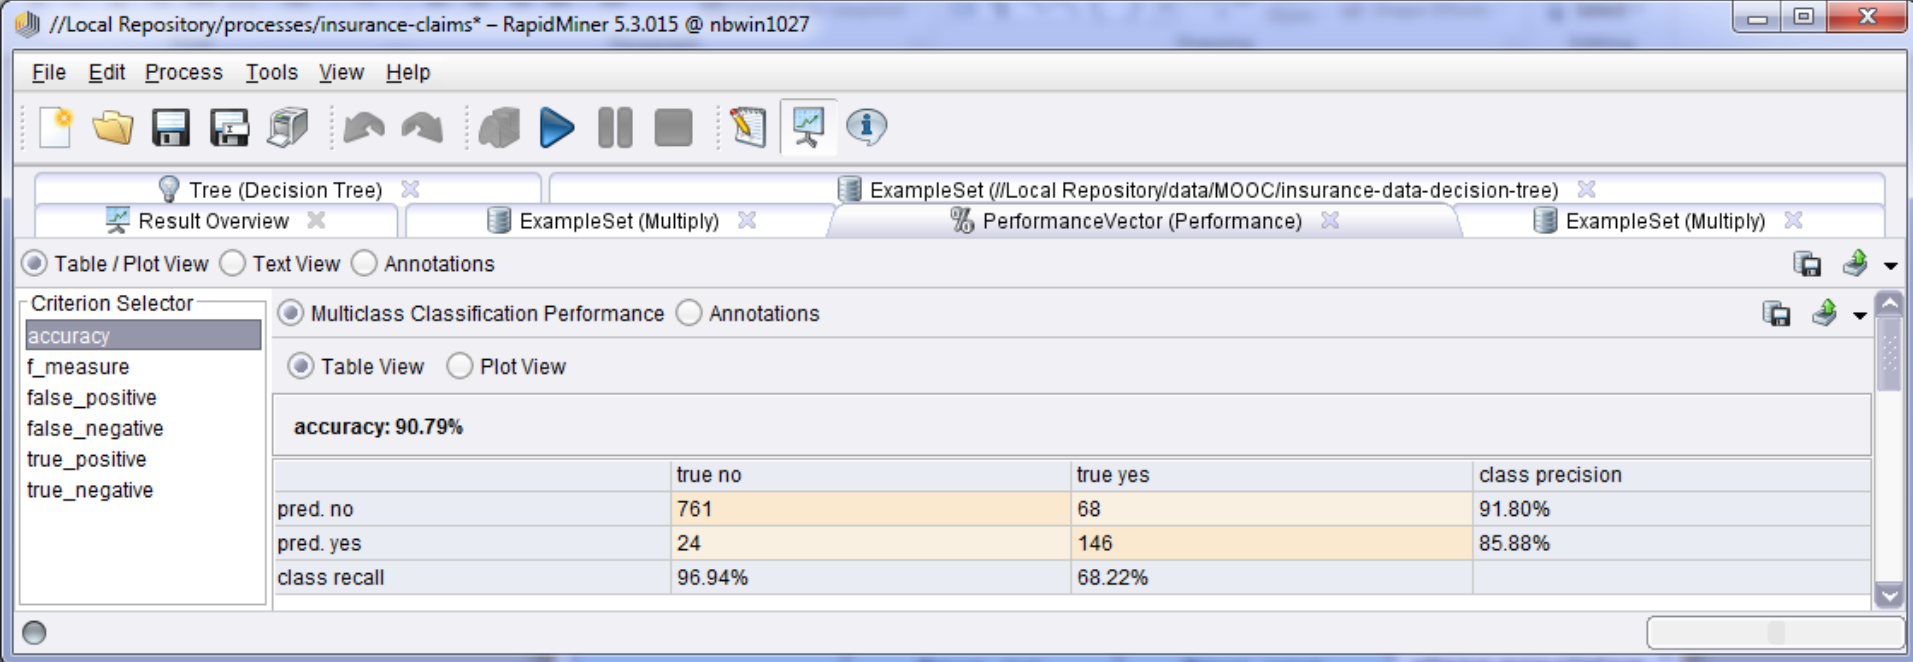 //Local Repository/processes/insurance-claims* – RapidMiner 5.3.015 @ nbwin1027
File Edit Process Tools View Help
Tree (Decision Tree) ExampleSet (//Local Repository/data/MOOC/insurance-data-decision-tree)
Result Overview ExampleSet (Multiply) PerformanceVector (Performance) ExampleSet (Multiply)
Table / Plot View Text View Annotations
Criterion Selector
accuracy
f_measure
false_positive
false_negative
true_positive
true_negative
Multiclass Classification Performance Annotations
Table View Plot View
accuracy: 90.79%
true no true yes class precision
pred. no 761 68 91.80%
pred. yes 24 146 85.88%
class recall 96.94% 68.22%